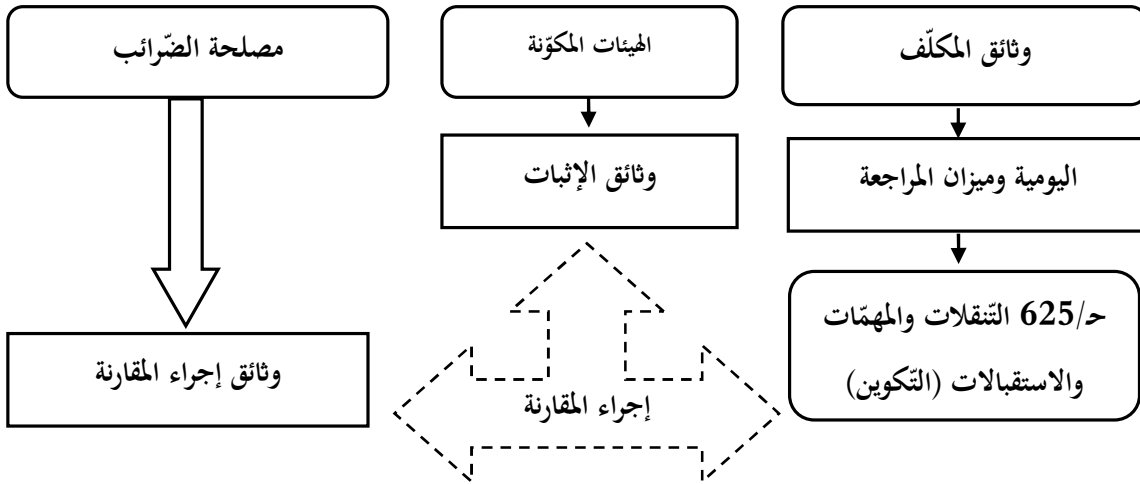 وثائق المكلّف
الهيئات المكوّنة
مصلحة الضّرائب
اليومية وميزان المراجعة
وثائق الإثبات
حـ/625 التّنقلات والمهمّات
والاستقبالات (التّكوين)
إجراء المقارنة
وثائق إجراء المقارنة